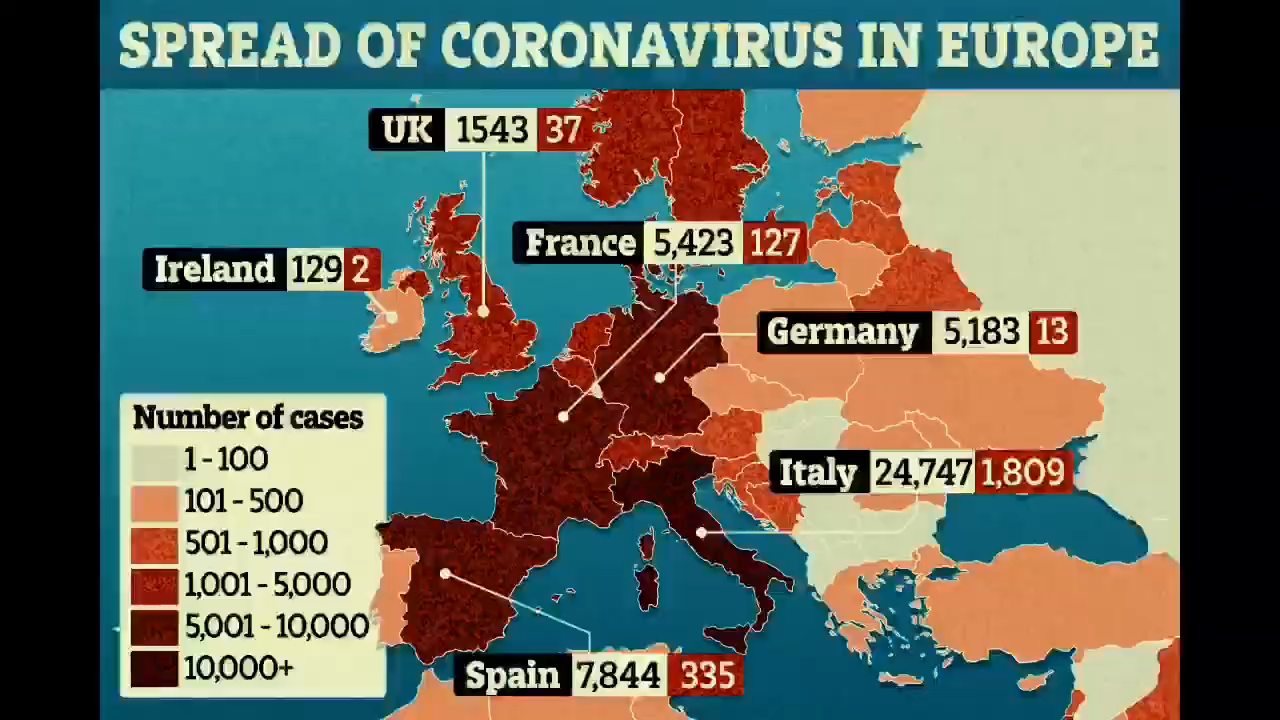 SPREAD OF CORONAVIRUS IN EUROPE
UK 1543 37
France 5,423 127
Ireland 129 2
Germany 5,183 13
Number of cases
1 - 100
101 - 500
501 - 1,000
1,001 - 5,000
5,001 - 10,000
10,000+
Italy 24,747 1,809
Spain 7,844 335